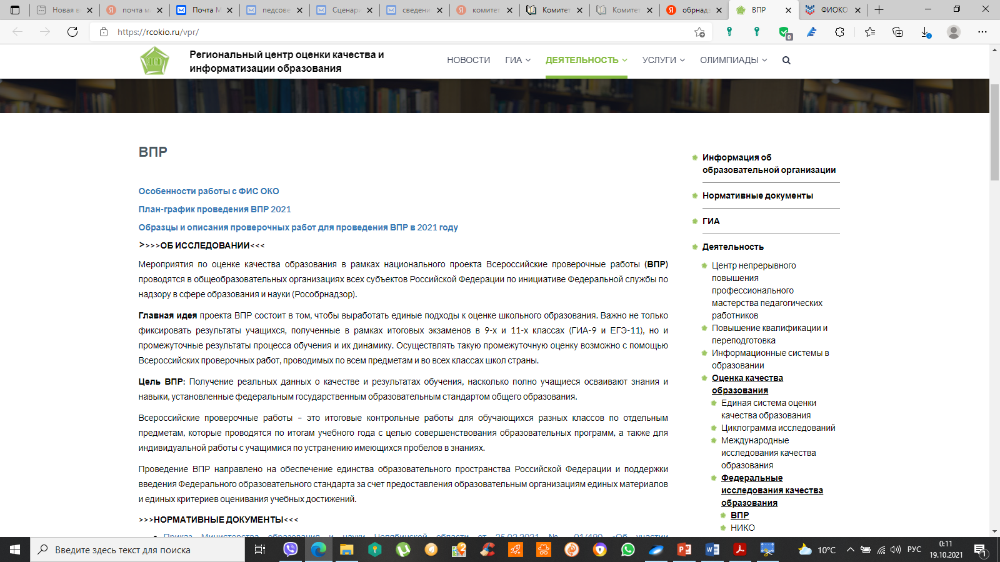 Новая в
почта м
Почта М
педсове
Сценари
сведени
комитет
Комитет
Комитет
обрнадз
ВПР
ФИОКО
https://rcokio.ru/vpr/
0
Региональный центр оценки качества и
информатизации образования
НОВОСТИ ГИА ДЕЯТЕЛЬНОСТЬ УСЛУГИ ОЛИМПИАДЫ
ВПР
Особенности работы с ФИС ОКО
План-график проведения ВПР 2021
Образцы и описания проверочных работ для проведения ВПР в 2021 году
>>>>ОБ ИССЛЕДОВАНИИ<<<
Мероприятия по оценке качества образования в рамках национального проекта Всероссийские проверочные работы (ВПР)
проводятся в общеобразовательных организациях всех субъектов Российской Федерации по инициативе Федеральной службы по
надзору в сфере образования и науки (Рособрнадзор).
Главная идея проекта ВПР состоит в том, чтобы выработать единые подходы к оценке школьного образования. Важно не только
фиксировать результаты учащихся, полученные в рамках итоговых экзаменов в 9-х и 11-х классах (ГИА-9 и ЕГЭ-11), но и
промежуточные результаты процесса обучения и их динамику. Осуществлять такую промежуточную оценку возможно с помощью
Всероссийских проверочных работ, проводимых по всем предметам и во всех классах школ страны.
Цель ВПР: Получение реальных данных о качестве и результатах обучения, насколько полно учащиеся осваивают знания и
навыки, установленные федеральным государственным образовательным стандартом общего образования.
Всероссийские проверочные работы – это итоговые контрольные работы для обучающихся разных классов по отдельным
предметам, которые проводятся по итогам учебного года с целью совершенствования образовательных программ, а также для
индивидуальной работы с учащимися по устранению имеющихся пробелов в знаниях.
Проведение ВПР направлено на обеспечение единства образовательного пространства Российской Федерации и поддержки
введения Федерального образовательного стандарта за счет предоставления образовательным организациям единых материалов
и единых критериев оценивания учебных достижений.
>>>НОРМАТИВНЫЕ ДОКУМЕНТЫ<<<
Приказ Министерства образования и науки Челябинской области от 25.02.2021 № 01/490 «Об участии
Информация об
образовательной организации
Нормативные документы
ГИА
Деятельность
Центр непрерывного
повышения
профессионального
мастерства педагогических
работников
Повышение квалификации и
переподготовка
Информационные системы в
образовании
Оценка качества
образования
Единая система оценки
качества образования
Циклограмма исследований
Международные
исследования качества
образования
Федеральные
исследования качества
образования
ВПР
НИКО
Введите здесь текст для поиска
10°C
РУС
0:11
19.10.2021
1